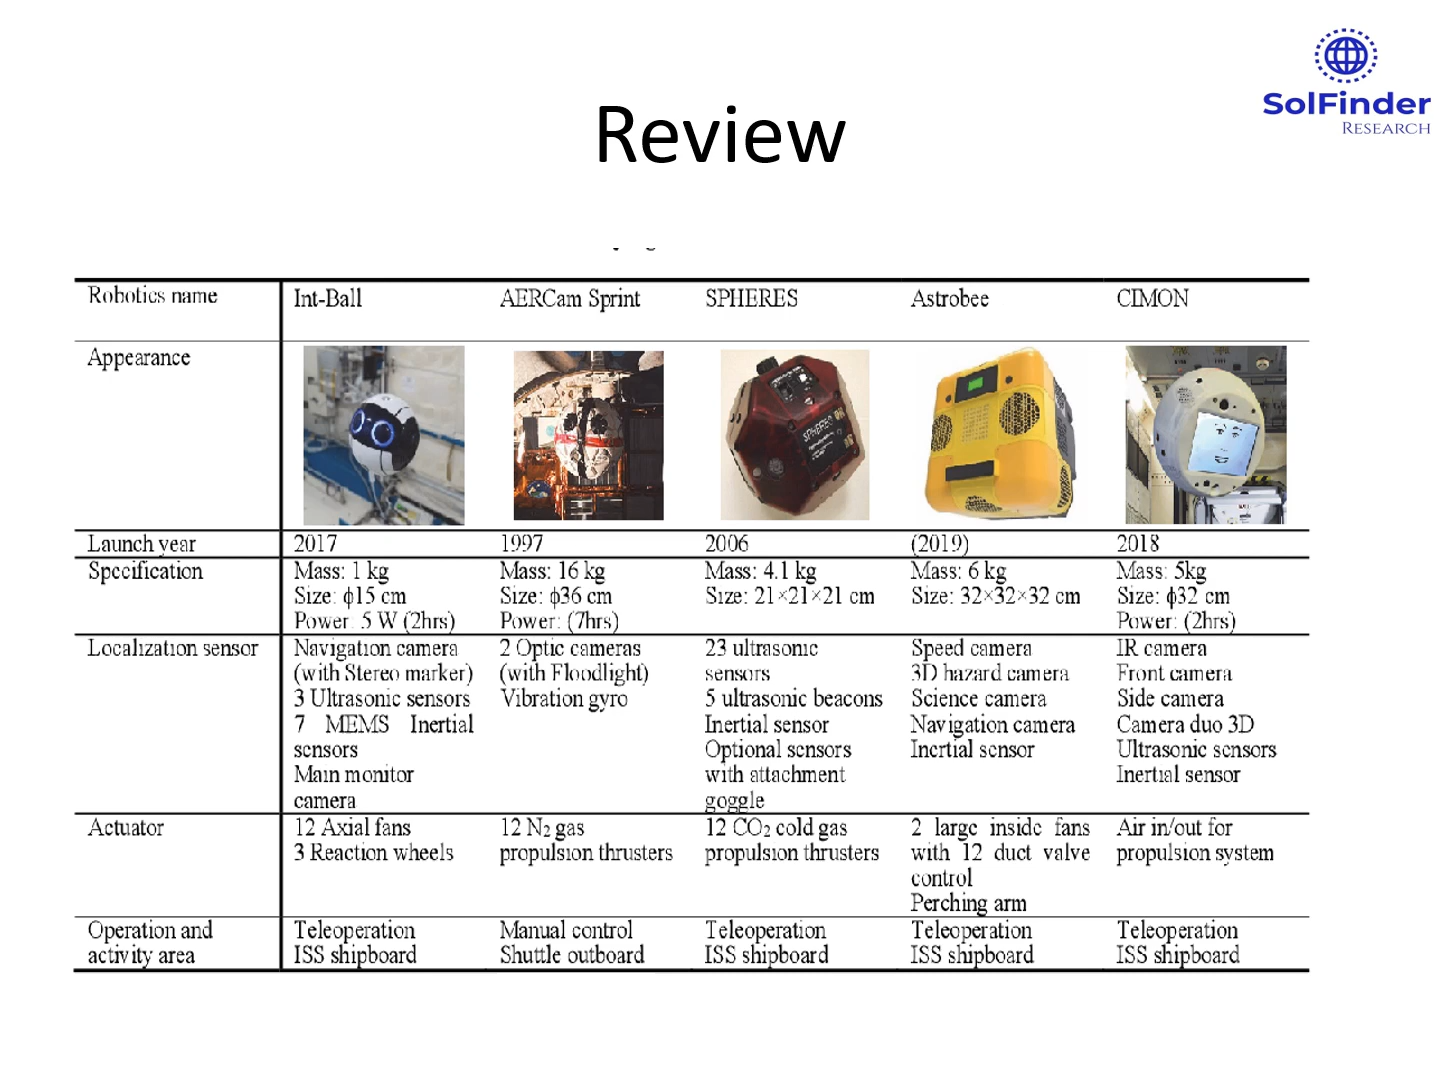 SolFinder
RESEARCH
Review
Robotics name
Int-Ball
AERCam Sprint
SPHERES
Astrobee
CIMON
Appearance
SPHERES
Launch year
2017
1997
2006
(2019)
2018
Specification
Mass: 1 kg
Size: ϕ15 cm
Power: 5 W (2hrs)
Mass: 16 kg
Size: ϕ36 cm
Power: (7hrs)
Mass: 4.1 kg
Size: 21×21×21 cm
Mass: 6 kg
Size: 32×32×32 cm
Mass: 5kg
Size: ϕ32 cm
Power: (2hrs)
Localization sensor
Navigation camera
(with Stereo marker)
3 Ultrasonic sensors
7 MEMS Inertial
sensors
Main monitor
camera
2 Optic cameras
(with Floodlight)
Vibration gyro
23 ultrasonic
sensors
5 ultrasonic beacons
Inertial sensor
Optional sensors
with attachment
goggle
Speed camera
3D hazard camera
Science camera
Navigation camera
Inertial sensor
IR camera
Front camera
Side camera
Camera duo 3D
Ultrasonic sensors
Inertial sensor
Actuator
12 Axial fans
3 Reaction wheels
12 N₂ gas
propulsion thrusters
12 CO₂ cold gas
propulsion thrusters
2 large inside fans
with 12 duct valve
control
Perching arm
Air in/out for
propulsion system
Operation and
activity area
Teleoperation
ISS shipboard
Manual control
Shuttle outboard
Teleoperation
ISS shipboard
Teleoperation
ISS shipboard
Teleoperation
ISS shipboard